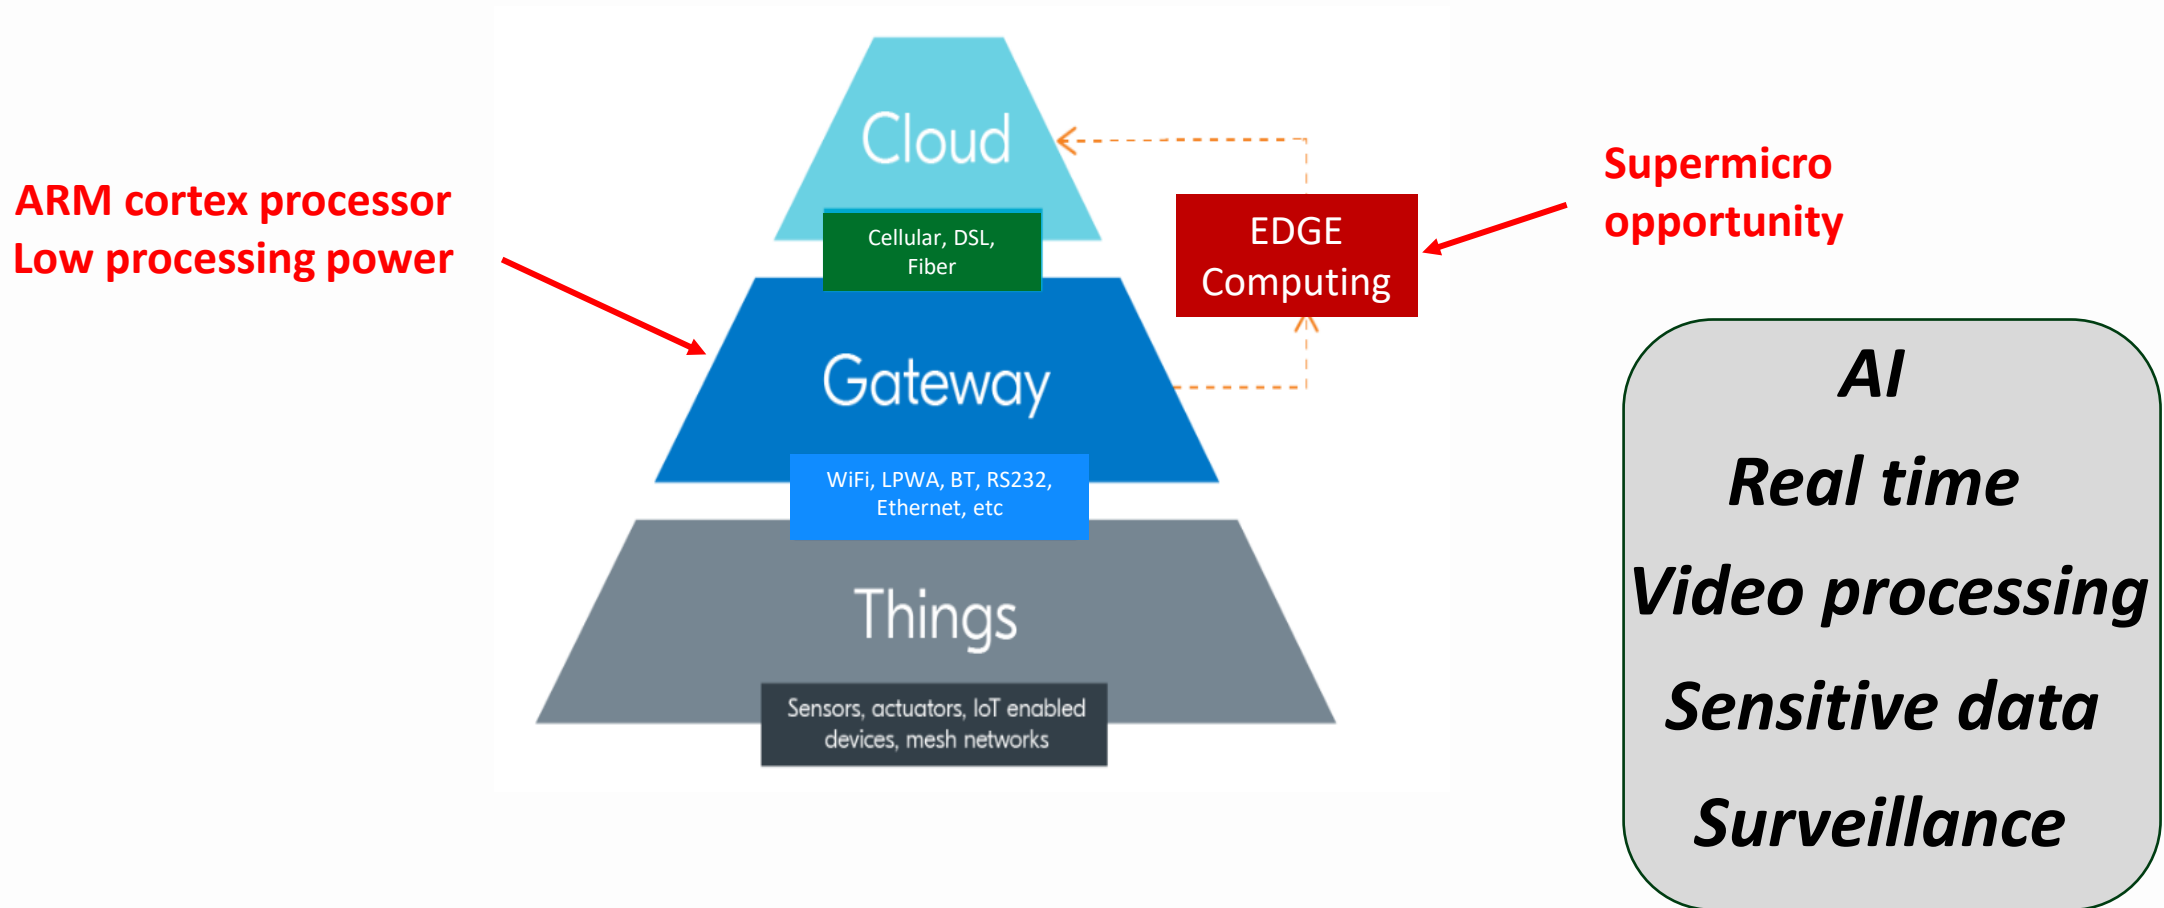 Cloud
Cellular, DSL,
Fiber
ARM cortex processor
Low processing power
EDGE
Computing
Supermicro
opportunity
Gateway
WiFi, LPWA, BT, RS232,
Ethernet, etc
Things
Sensors, actuators, IoT enabled
devices, mesh networks
AI
Real time
Video processing
Sensitive data
Surveillance